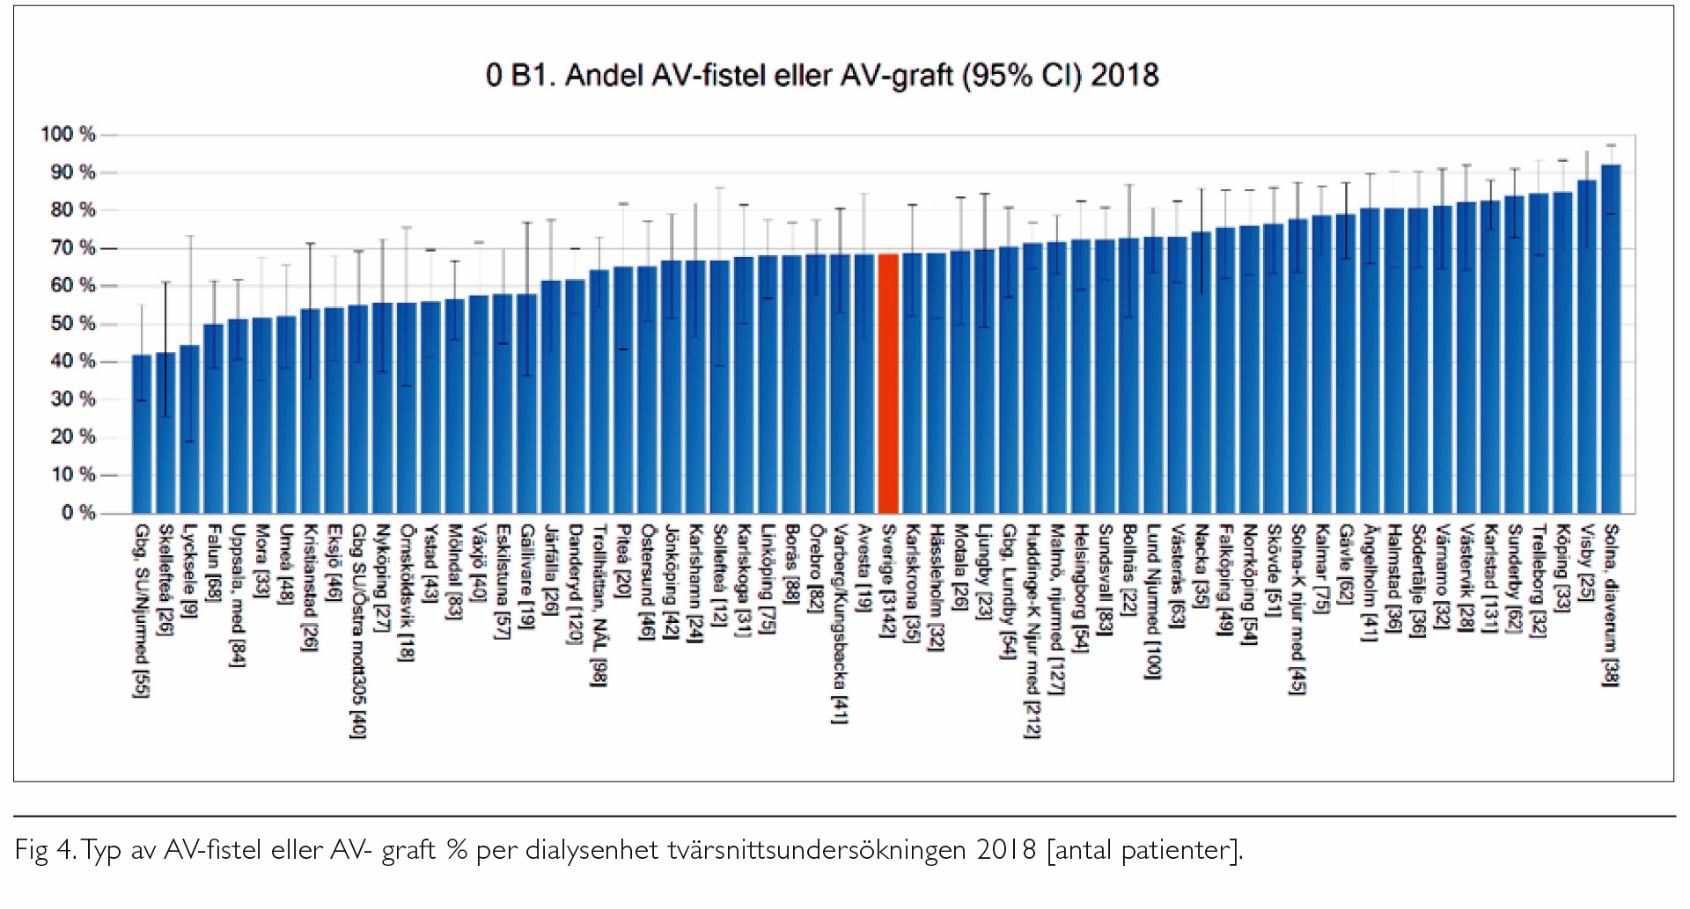 0 B1. Andel AV-fistel eller AV-graft (95% CI) 2018
100 %
90 %
80 %
70 %
60 %
50 %
40 %
30 %
20 %
10 %
0 %
Gbg, SU/Njurmed [55]
Skellefteå [26]
Lycksele [9]
Falun [68]
Uppsala, med [84]
Mora [33]
Umeå [48]
Kristianstad [26]
Eksjö [46]
Gbg SU/Östra mott305 [40]
Nyköping [27]
Örnsköldsvik [18]
Ystad [43]
Mölndal [83]
Växjö [40]
Eskilstuna [57]
Gällivare [19]
Järfälla [26]
Danderyd [120]
Trollhättan, NÄL [98]
Piteå [20]
Östersund [46]
Jönköping [42]
Karlshamn [24]
Sollefteå [12]
Karlskoga [31]
Linköping [75]
Borås [88]
Örebro [82]
Varberg/Kungsbacka [41]
Avesta [19]
Sverige [3142]
Karlskrona [35]
Hässleholm [32]
Motala [26]
Ljungby [23]
Gbg, Lundby [54]
Huddinge-K Njur med [212]
Malmö, njurmed [127]
Helsingborg [54]
Sundsvall [83]
Bollnäs [22]
Lund Njurmed [100]
Västerås [63]
Nacka [35]
Falköping [49]
Norrköping [54]
Skövde [51]
Solna-K njur med [45]
Kalmar [75]
Gävle [62]
Ängelholm [41]
Halmstad [36]
Södertälje [36]
Värnamo [32]
Västervik [28]
Karlstad [131]
Sunderby [62]
Trelleborg [32]
Köping [33]
Visby [25]
Solna, diaverum [38]
Fig 4. Typ av AV-fistel eller AV- graft % per dialysenhet tvärsnittsundersökningen 2018 [antal patienter].